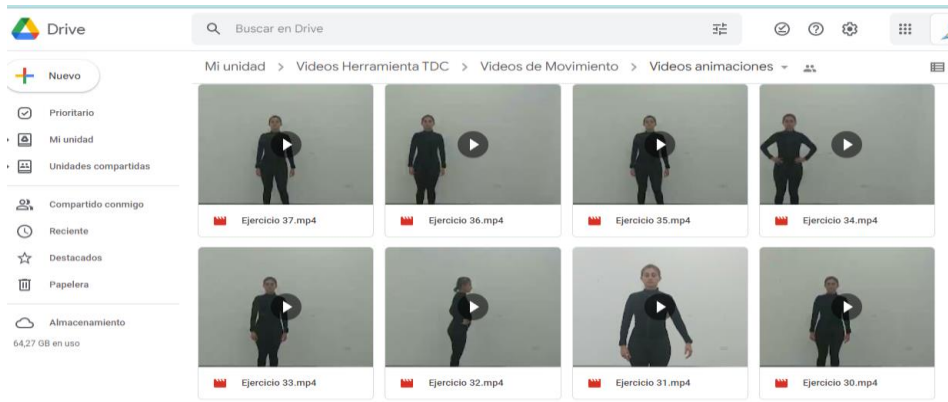 Drive
Buscar en Drive
Nuevo
Mi unidad > Videos Herramienta TDC > Videos de Movimiento > Videos animaciones
Prioritario
Mi unidad
Unidades compartidas
Compartido conmigo
Reciente
Destacados
Papelera
Almacenamiento
64,27 GB en uso
Ejercicio 37.mp4
Ejercicio 36.mp4
Ejercicio 35.mp4
Ejercicio 34.mp4
Ejercicio 33.mp4
Ejercicio 32.mp4
Ejercicio 31.mp4
Ejercicio 30.mp4